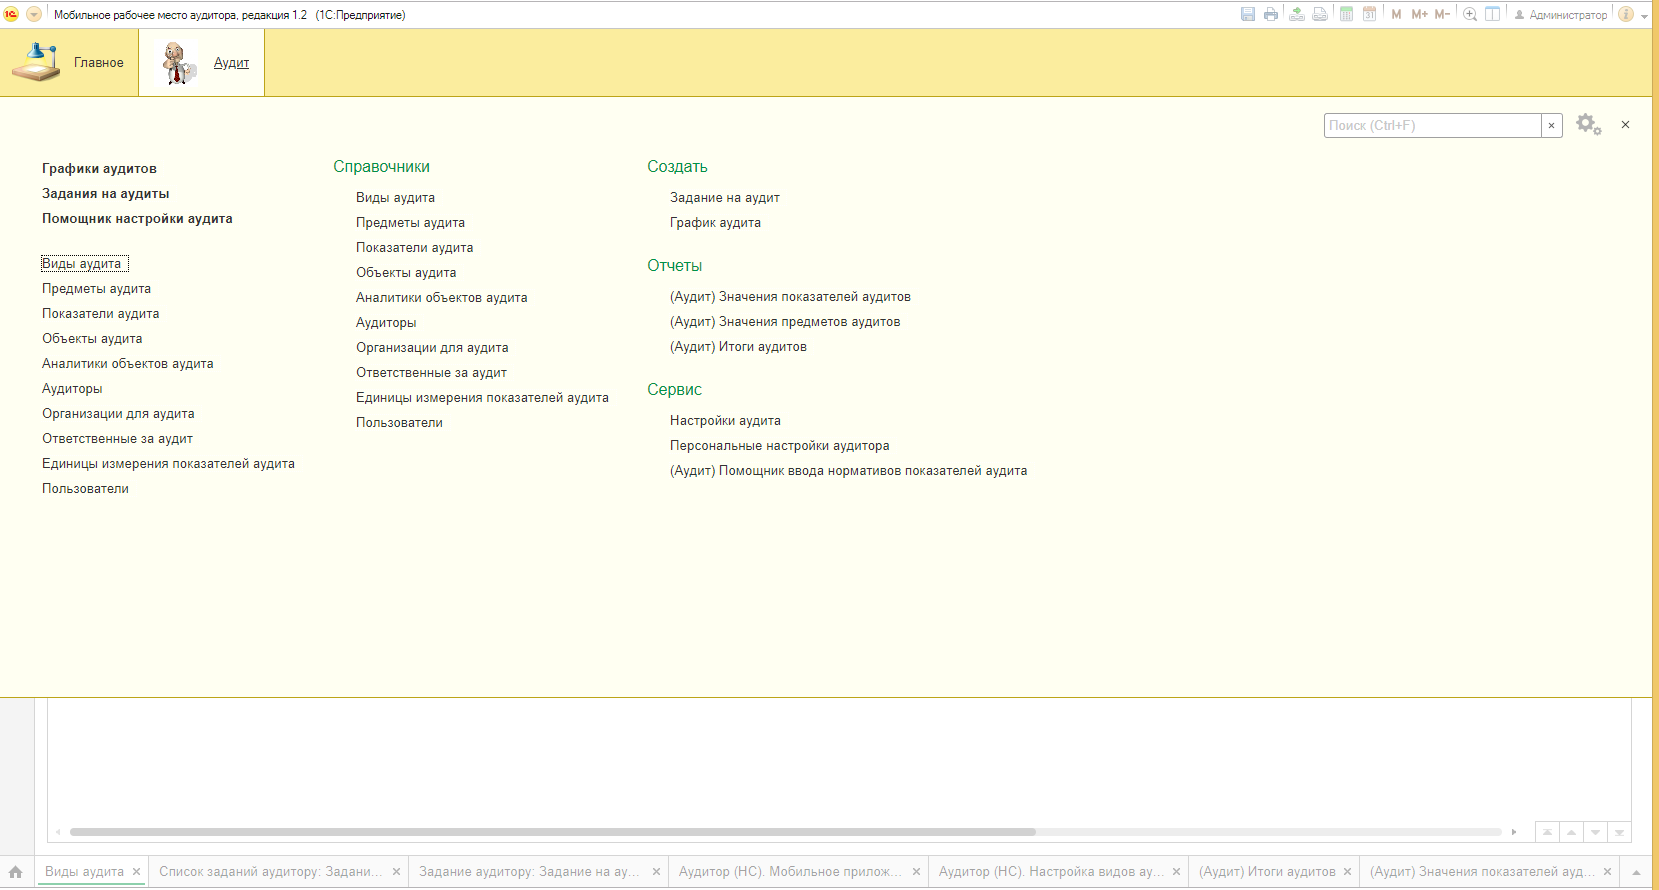 Мобильное рабочее место аудитора, редакция 1.2 (1С:Предприятие)
M M+ M-
Администратор
Главное
Аудит
Поиск (Ctrl+F)
Графики аудитов
Задания на аудиты
Помощник настройки аудита
Виды аудита
Предметы аудита
Показатели аудита
Объекты аудита
Аналитики объектов аудита
Аудиторы
Организации для аудита
Ответственные за аудит
Единицы измерения показателей аудита
Пользователи
Справочники
Виды аудита
Предметы аудита
Показатели аудита
Объекты аудита
Аналитики объектов аудита
Аудиторы
Организации для аудита
Ответственные за аудит
Единицы измерения показателей аудита
Пользователи
Создать
Задание на аудит
График аудита
Отчеты
(Аудит) Значения показателей аудитов
(Аудит) Значения предметов аудитов
(Аудит) Итоги аудитов
Сервис
Настройки аудита
Персональные настройки аудитора
(Аудит) Помощник ввода нормативов показателей аудита
Виды аудита
Список заданий аудитору: Задани...
Задание аудитору: Задание на ау...
Аудитор (НС). Мобильное прилож...
Аудитор (НС). Настройка видов ау...
(Аудит) Итоги аудитов
(Аудит) Значения показателей ауд...